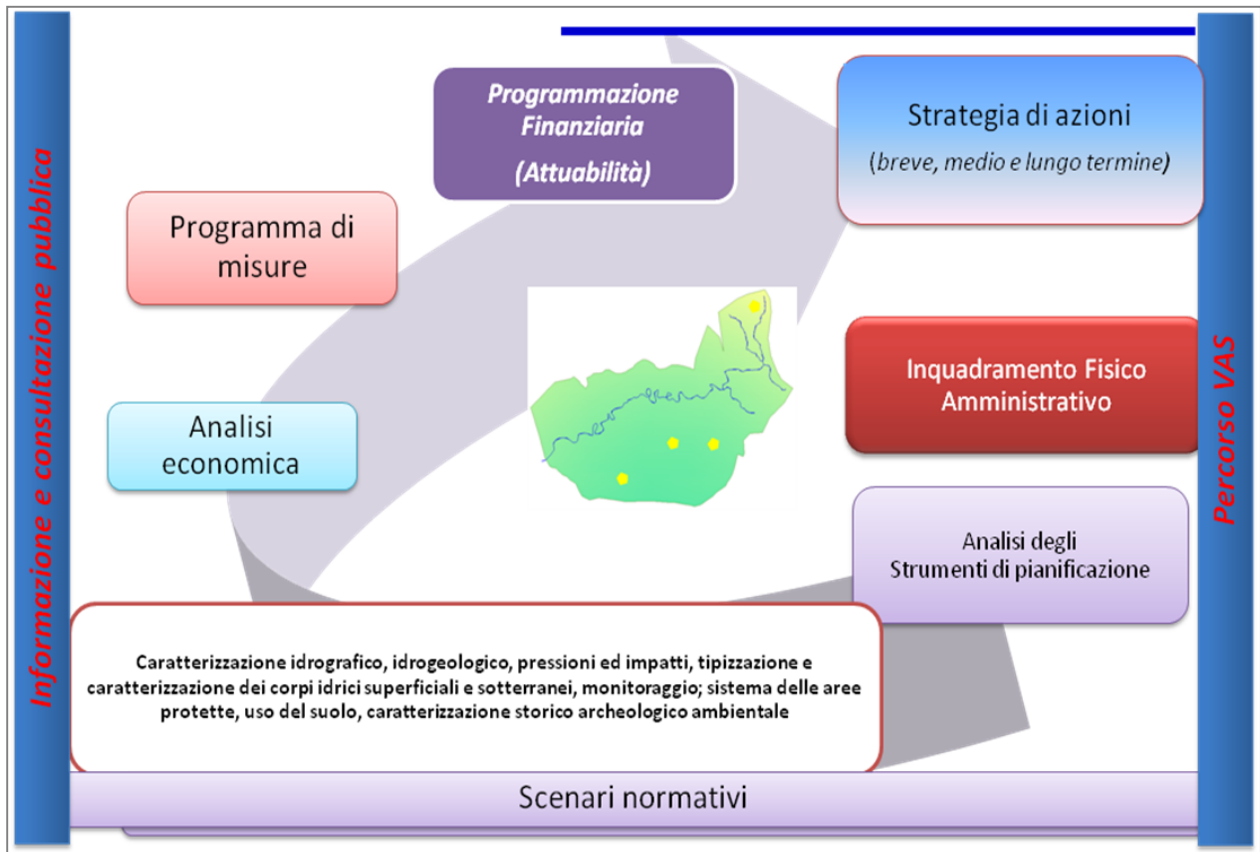 Informazione e consultazione pubblica
Programmazione
Finanziaria
(Attuabilità)
Strategia di azioni
(breve, medio e lungo termine)
Programma di
misure
Inquadramento Fisico
Amministrativo
Analisi
economica
Analisi degli
Strumenti di pianificazione
Caratterizzazione idrografico, idrogeologico, pressioni ed impatti, tipizzazione e
caratterizzazione dei corpi idrici superficiali e sotterranei, monitoraggio; sistema delle aree
protette, uso del suolo, caratterizzazione storico archeologico ambientale
Scenari normativi
Percorso VAS